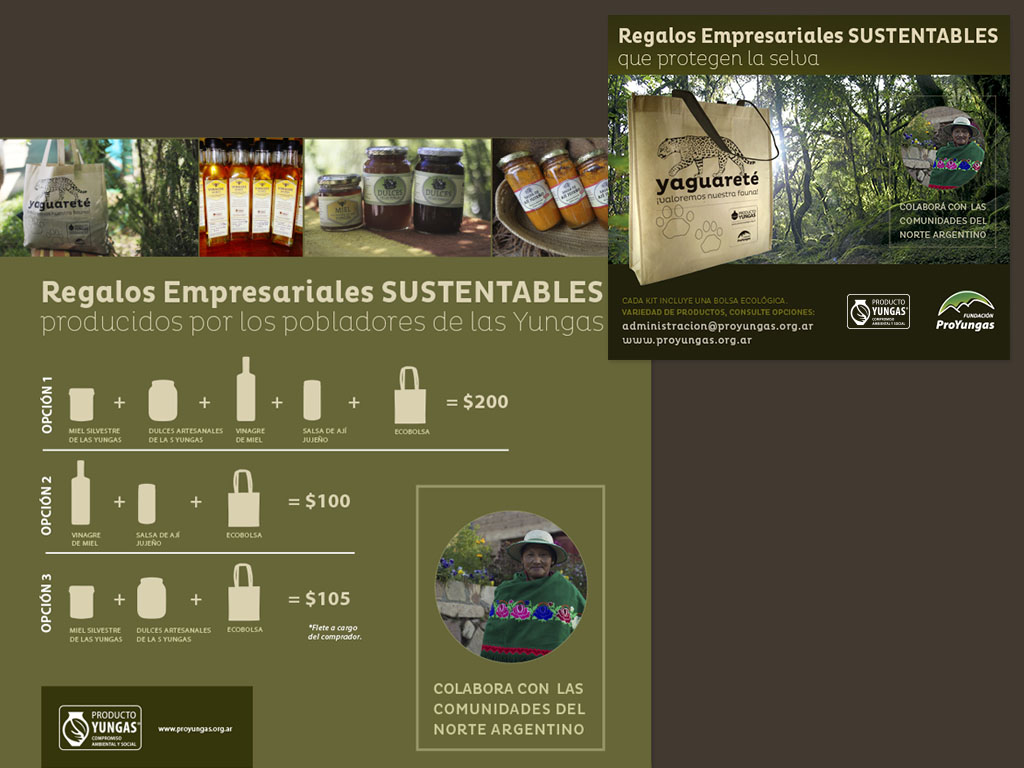 Regalos Empresariales SUSTENTABLES
que protegen la selva
yaguareté
¡valoremos nuestra fauna!
PRODUCTO
YUNGAS
ProYungas
COLABORÁ CON LAS
COMUNIDADES DEL
NORTE ARGENTINO
CADA KIT INCLUYE UNA BOLSA ECOLÓGICA.
VARIEDAD DE PRODUCTOS, CONSULTE OPCIONES:
administracion@proyungas.org.ar
www.proyungas.org.ar
PRODUCTO
YUNGAS
COMPROMISO
AMBIENTAL Y SOCIAL
FUNDACIÓN
ProYungas
yaguareté
MIEL
DULCES
DULCES
Regalos Empresariales SUSTENTABLES
producidos por los pobladores de las Yungas
OPCIÓN 1
+ + + + = $200
MIEL SILVESTRE
DE LAS YUNGAS
DULCES ARTESANALES
DE LA S YUNGAS
VINAGRE
DE MIEL
SALSA DE AJÍ
JUJEÑO
ECOBOLSA
OPCIÓN 2
+ + = $100
VINAGRE
DE MIEL
SALSA DE AJÍ
JUJEÑO
ECOBOLSA
OPCIÓN 3
+ + = $105
MIEL SILVESTRE
DE LAS YUNGAS
DULCES ARTESANALES
DE LA S YUNGAS
ECOBOLSA
*Flete a cargo
del comprador.
COLABORA CON LAS
COMUNIDADES DEL
NORTE ARGENTINO
PRODUCTO
YUNGAS
COMPROMISO
AMBIENTAL Y SOCIAL
www.proyungas.org.ar